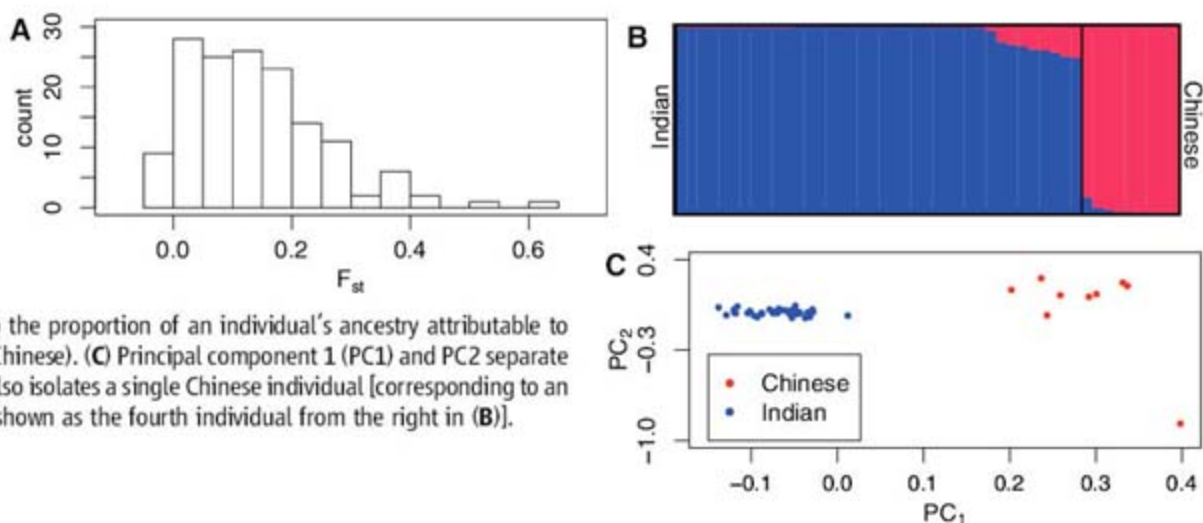 A
30
20
10
0
count
0.0 0.2 0.4 0.6
Fst
the proportion of an individual's ancestry attributable to
hinese). (C) Principal component 1 (PC1) and PC2 separate
lso isolates a single Chinese individual [corresponding to an
shown as the fourth individual from the right in (B)].
B
Indian
Chinese
C
0.4
−0.3
−1.0
PC2
Chinese
Indian
−0.1 0.0 0.1 0.2 0.3 0.4
PC1